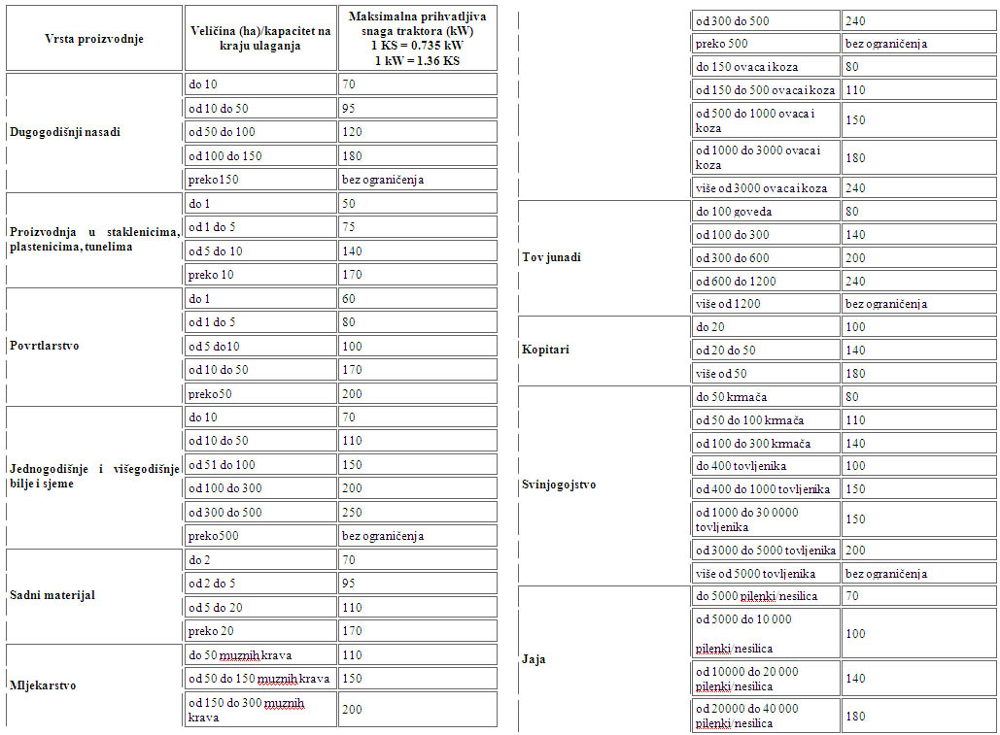 Vrsta proizvodnje
Veličina (ha)/kapacitet na
kraju ulaganja
Maksimalna prihvatljiva
snaga traktora (kW)
1 KS = 0.735 kW
1 kW = 1.36 KS
Dugogodišnji nasadi
do 10
70
od 10 do 50
95
od 50 do 100
120
od 100 do 150
180
preko150
bez ograničenja
Proizvodnja u staklenicima,
plastenicima, tunelima
do 1
50
od 1 do 5
75
od 5 do 10
140
preko 10
170
Povrtlarstvo
do 1
60
od 1 do 5
80
od 5 do10
100
od 10 do 50
170
preko50
200
Jednogodišnje i višegodišnje
bilje i sjeme
do 10
70
od 10 do 50
110
od 51 do 100
150
od 100 do 300
200
od 300 do 500
250
preko500
bez ograničenja
Sadni materijal
do 2
70
od 2 do 5
95
od 5 do 20
110
preko 20
170
Mljekarstvo
do 50 muznih krava
110
od 50 do 150 muznih krava
150
od 150 do 300 muznih
krava
200
od 300 do 500
240
preko 500
bez ograničenja
do 150 ovaca i koza
80
od 150 do 500 ovaca i koza
110
od 500 do 1000 ovaca i
koza
150
od 1000 do 3000 ovaca i
koza
180
više od 3000 ovaca i koza
240
Tov junadi
do 100 goveda
80
od 100 do 300
140
od 300 do 600
200
od 600 do 1200
240
više od 1200
bez ograničenja
Kopitari
do 20
100
od 20 do 50
140
više od 50
180
Svinjogojstvo
do 50 krmača
80
od 50 do 100 krmača
110
od 100 do 300 krmača
140
do 400 tovljenika
100
od 400 do 1000 tovljenika
150
od 1000 do 30 0000
tovljenika
150
od 3000 do 5000 tovljenika
200
više od 5000 tovljenika
bez ograničenja
Jaja
do 5000 pilenki/nesilica
70
od 5000 do 10 000
pilenki/nesilica
100
od 10000 do 20 000
pilenki/nesilica
140
od 20000 do 40 000
pilenki/nesilica
180